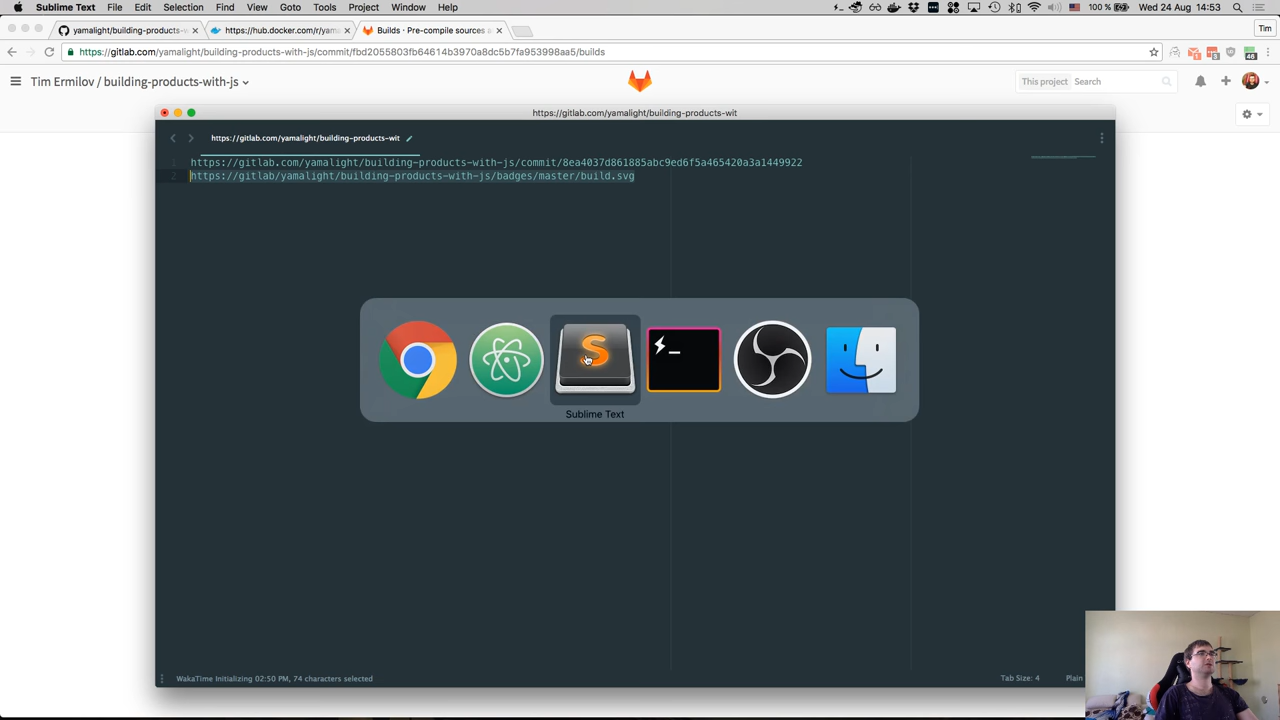 Sublime Text File Edit Selection Find View Goto Tools Project Window Help 100 % Wed 24 Aug 14:53
yamalight/building-products-w https://hub.docker.com/r/yam Builds · Pre-compile sources a Tim
https://gitlab.com/yamalight/building-products-with-js/commit/fbd2055803fb64614b3970a8dc5b7fa953998aa5/builds
Tim Ermilov / building-products-with-js This project Search
https://gitlab.com/yamalight/building-products-wit
https://gitlab.com/yamalight/building-products-wit
1 https://gitlab.com/yamalight/building-products-with-js/commit/8ea4037d861885abc9ed6f5a465420a3a1449922
2 https://gitlab/yamalight/building-products-with-js/badges/master/build.svg
Sublime Text
WakaTime Initializing 02:50 PM, 74 characters selected Tab Size: 4 Plain